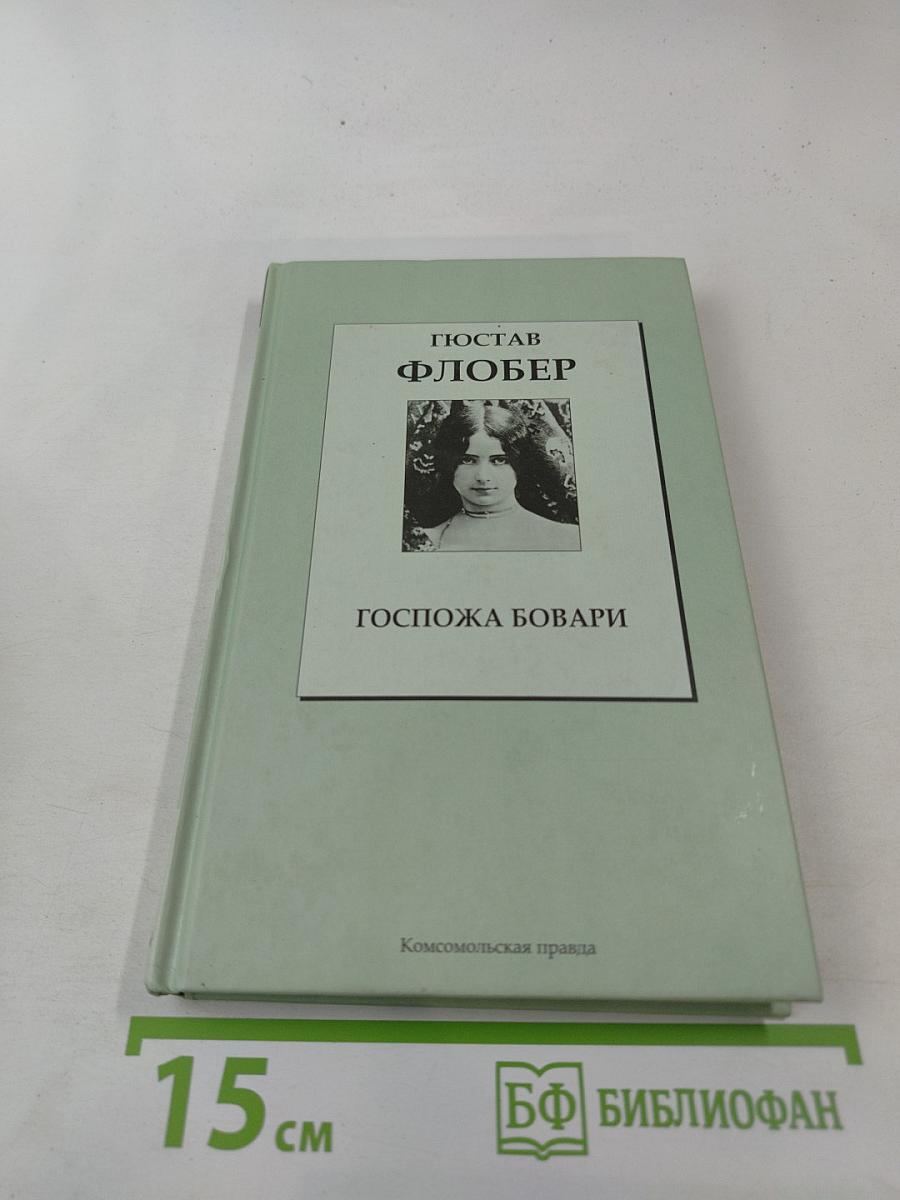 ГЮСТАВ
ФЛОБЕР
ГОСПОЖА БОВАРИ
Комсомольская правда
15 см
БФ БИБЛИОФАН